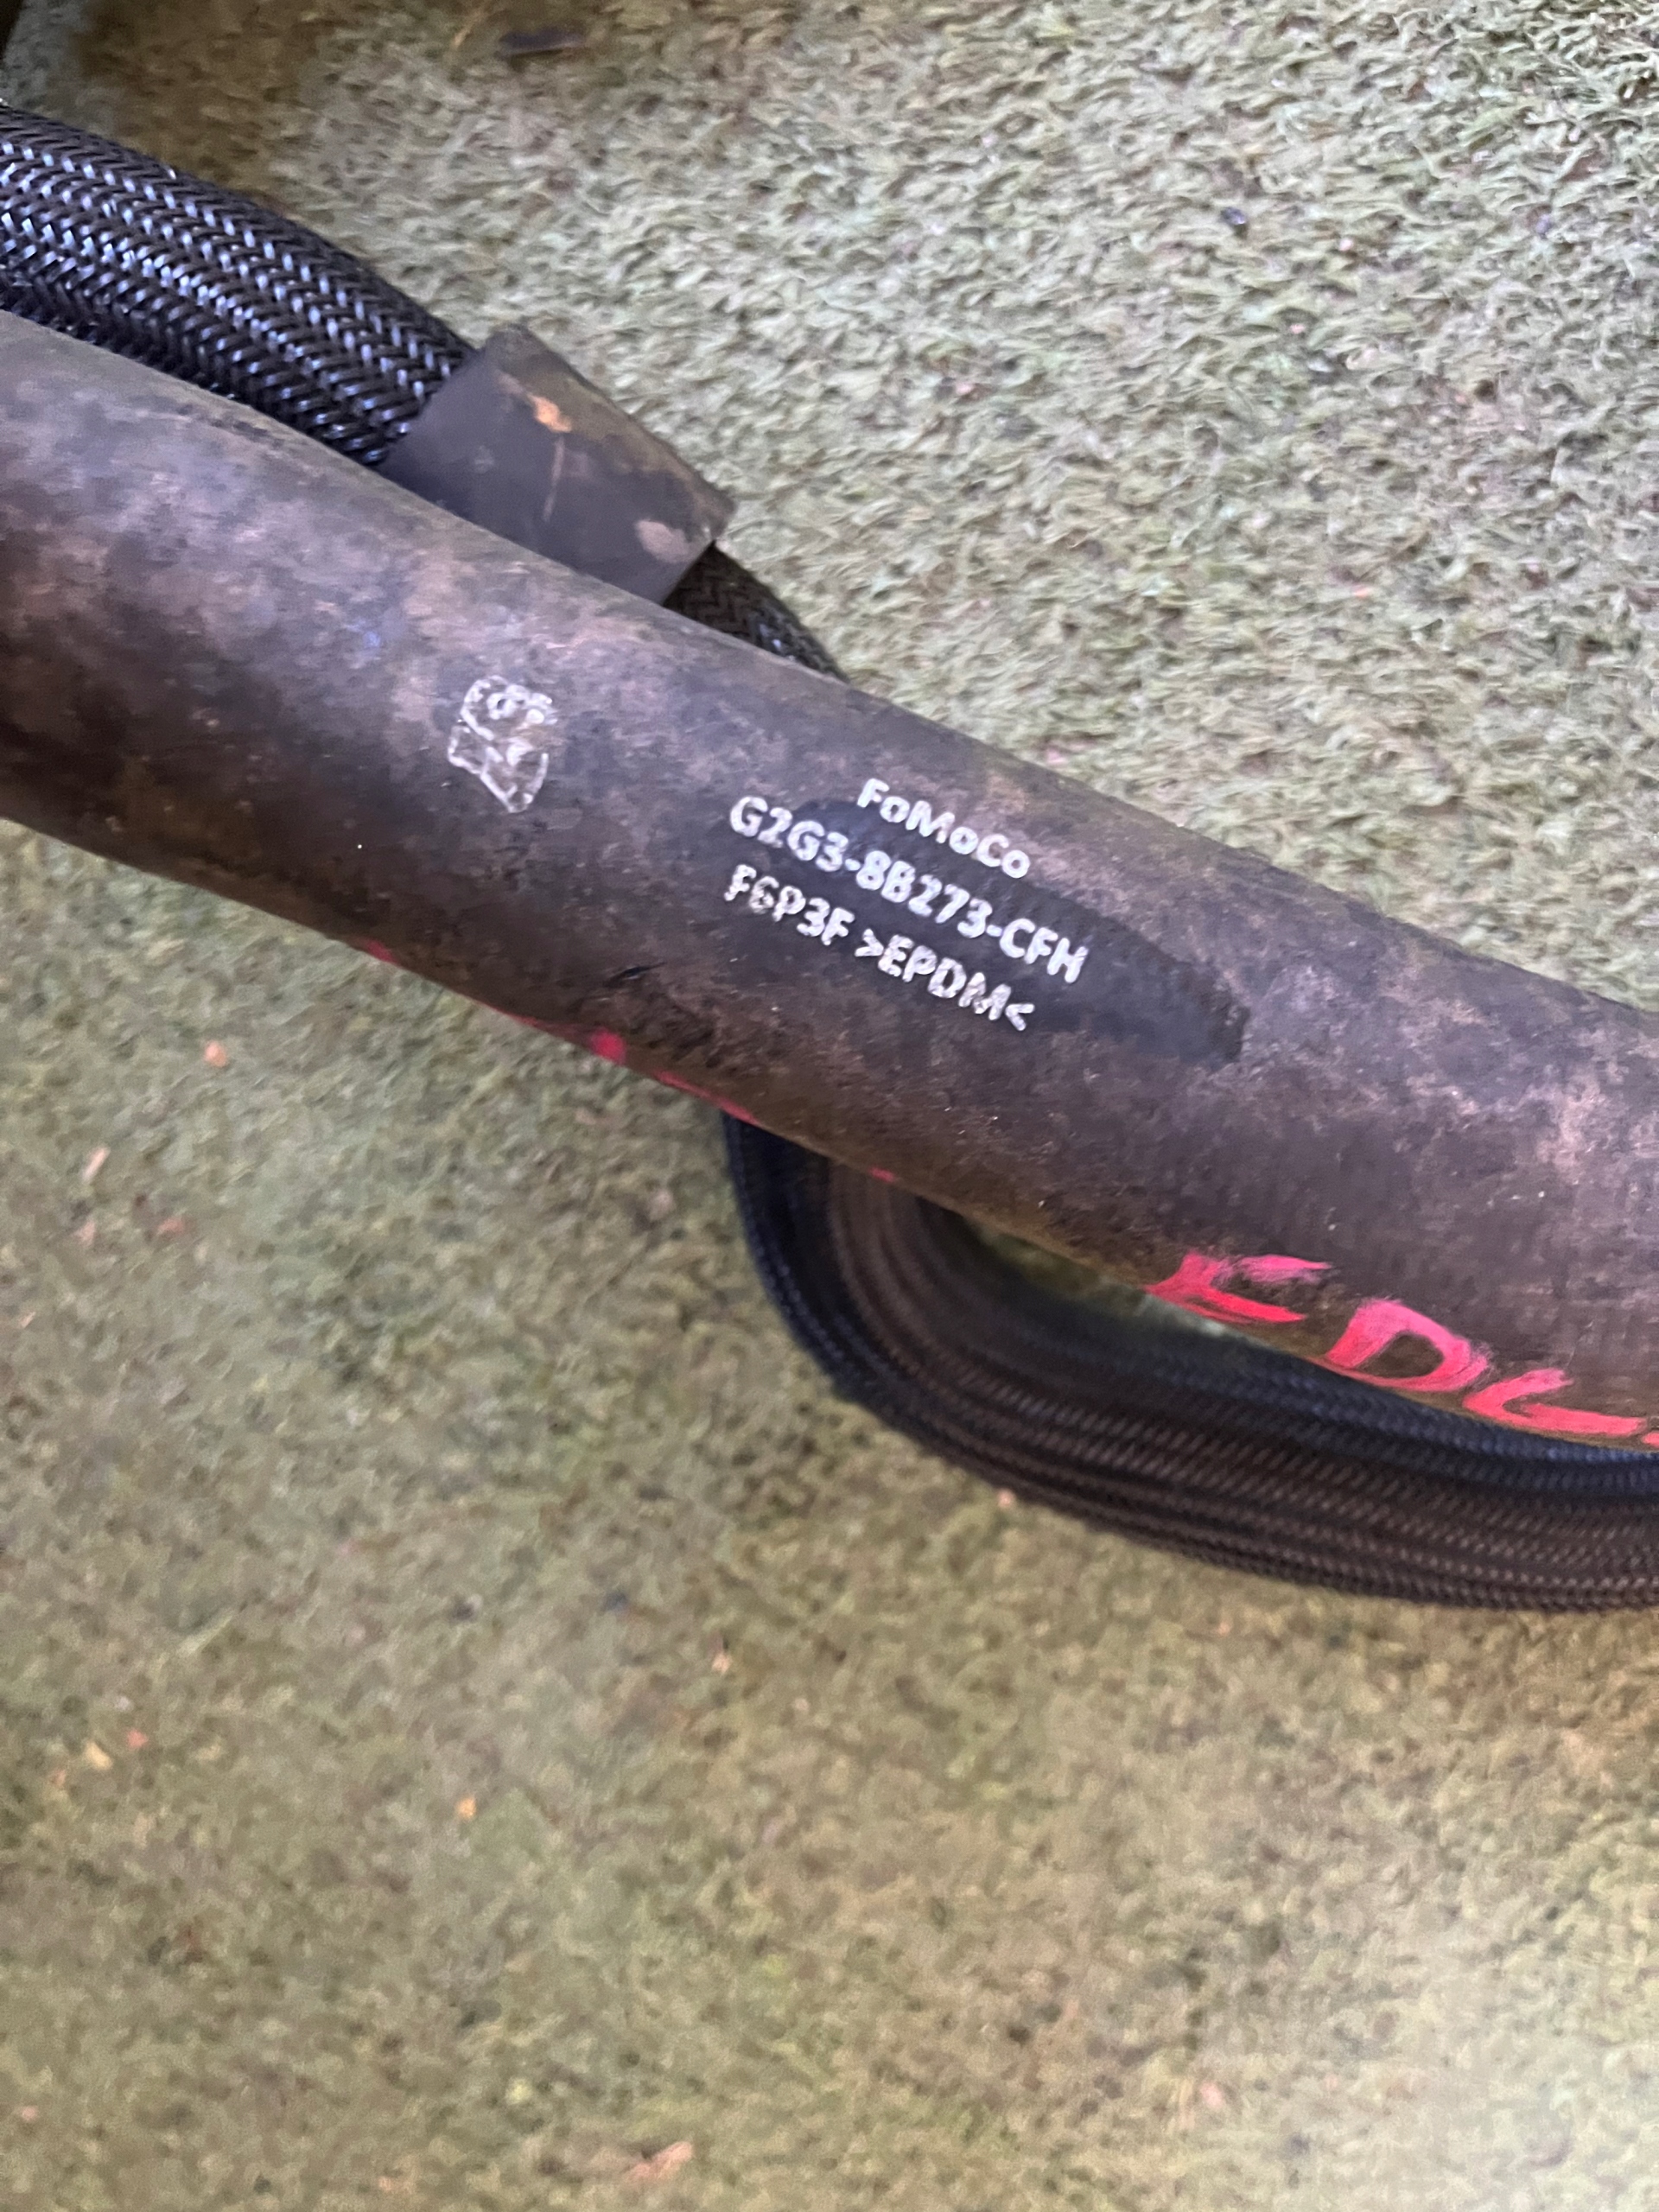 FoMoCo
G2G3-8B273-CFH
F6P3F >EPDM<